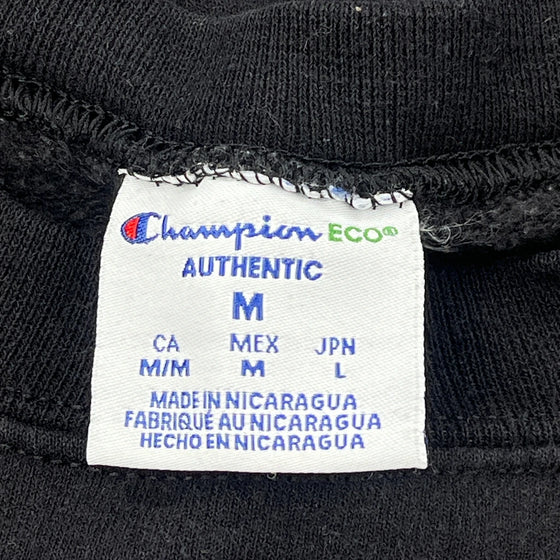 Champion ECO®
AUTHENTIC
M
CA MEX JPN
M/M M L
MADE IN NICARAGUA
FABRIQUÉ AU NICARAGUA
HECHO EN NICARAGUA